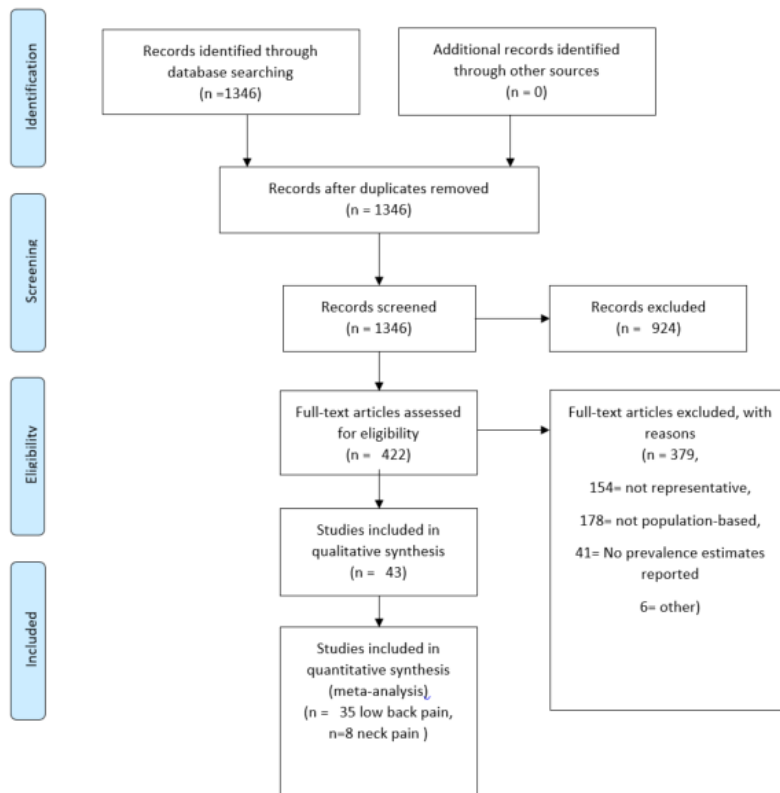 Identification
Records identified through
database searching
(n =1346)
Additional records identified
through other sources
(n = 0)
Records after duplicates removed
(n = 1346)
Screening
Records screened
(n = 1346)
Records excluded
(n = 924)
Eligibility
Full-text articles assessed
for eligibility
(n = 422)
Full-text articles excluded, with
reasons
(n = 379,
154= not representative,
178= not population-based,
41= No prevalence estimates
reported
6= other)
Studies included in
qualitative synthesis
(n = 43)
Included
Studies included in
quantitative synthesis
(meta-analysis)
(n = 35 low back pain,
n=8 neck pain )